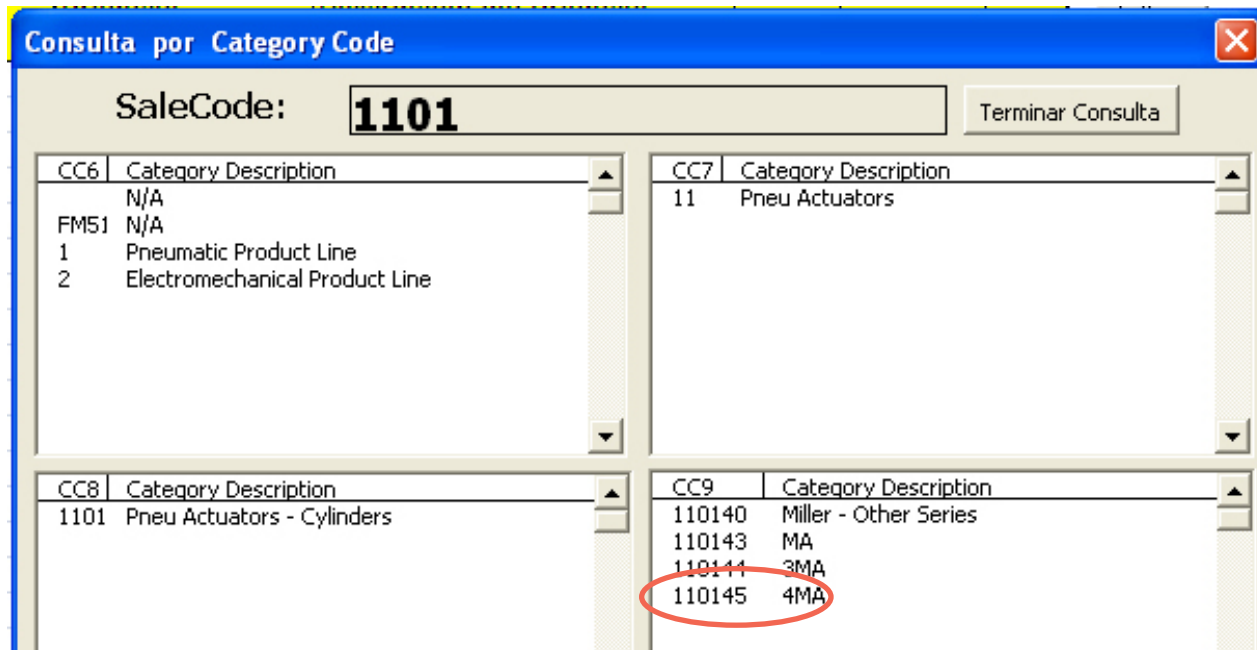 Consulta por Category Code
SaleCode: 1101 Terminar Consulta
CC6 Category Description
N/A
FM51 N/A
1 Pneumatic Product Line
2 Electromechanical Product Line
CC7 Category Description
11 Pneu Actuators
CC8 Category Description
1101 Pneu Actuators - Cylinders
CC9 Category Description
110140 Miller - Other Series
110143 MA
110144 3MA
110145 4MA